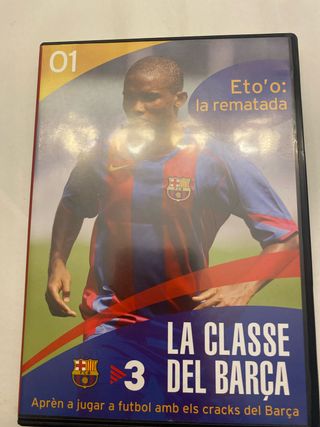 01
Eto'o:
la rematada
3
LA CLASSE
DEL BARÇA
Aprèn a jugar a futbol amb els cracks del Barça